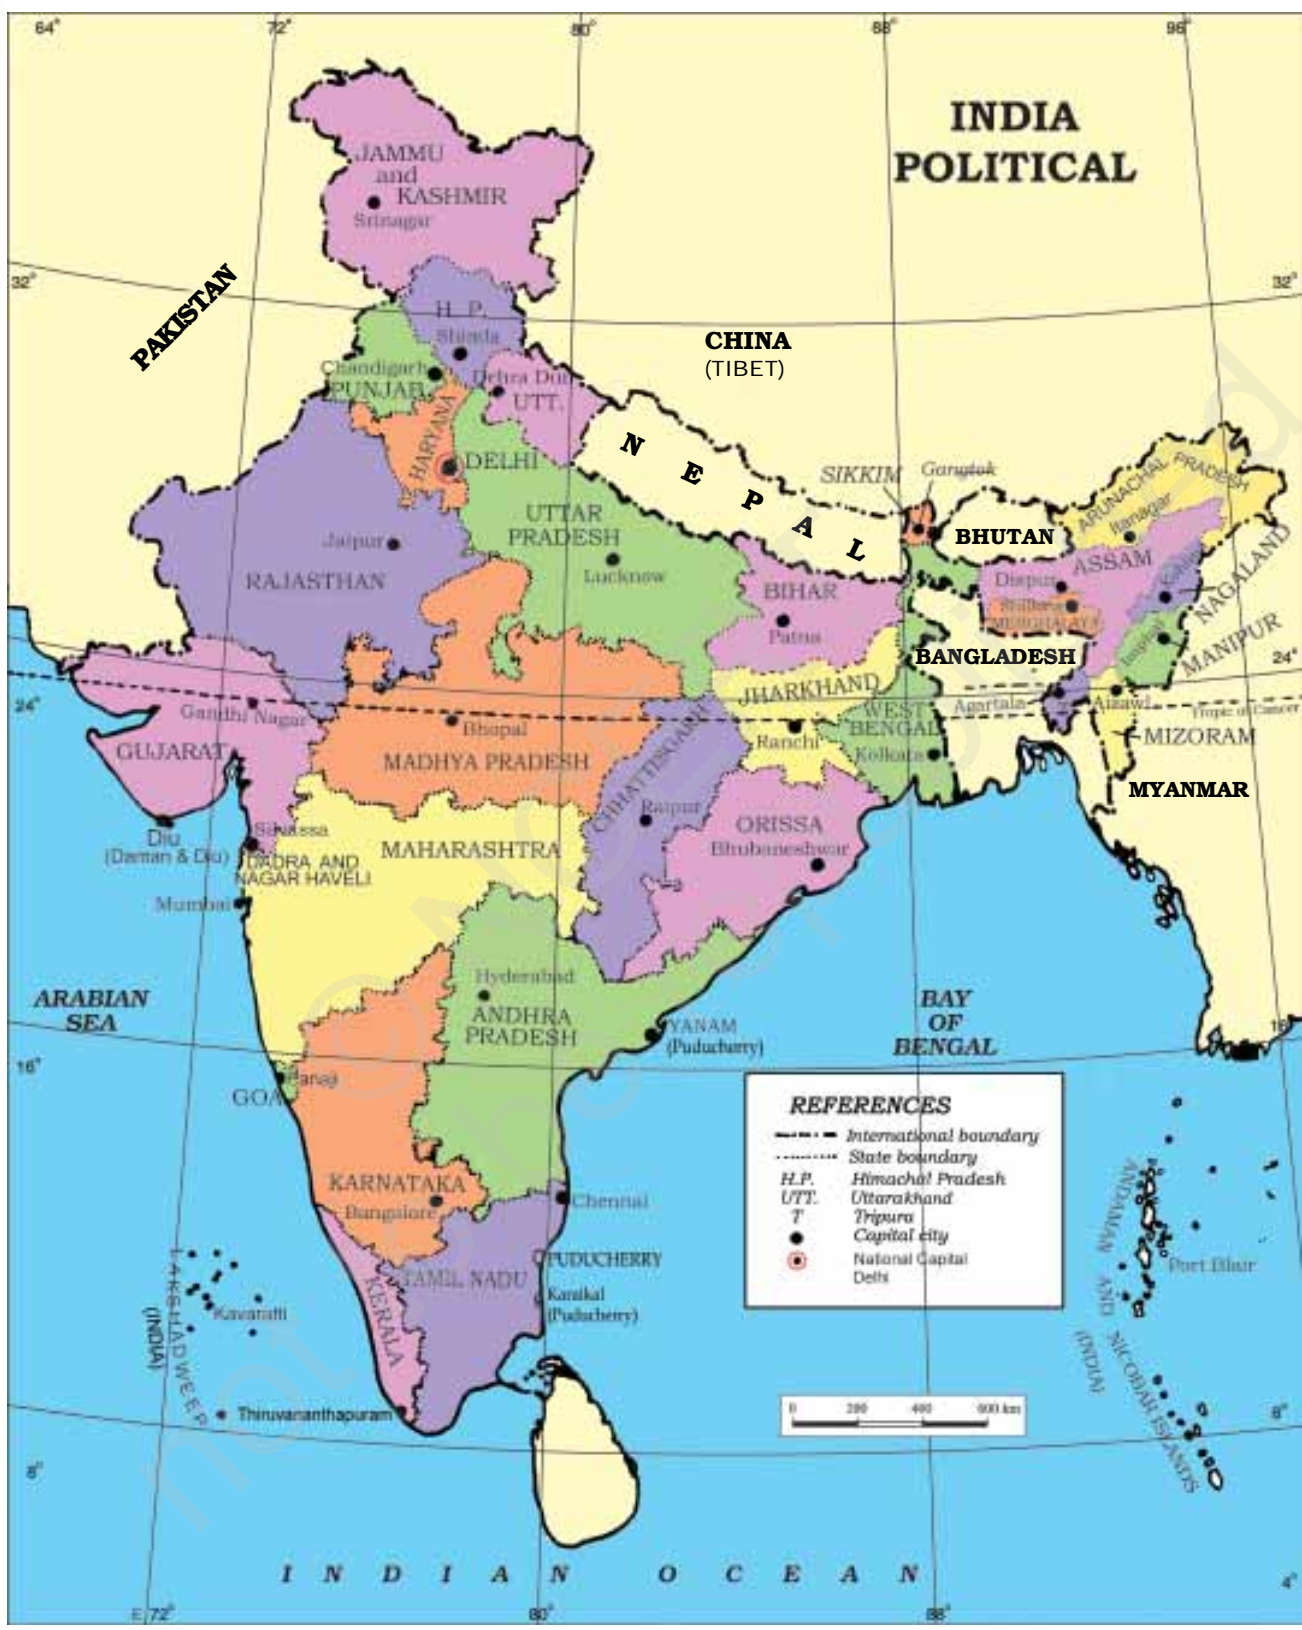 64°
72°
80°
88°
96°
INDIA
POLITICAL
JAMMU
and
KASHMIR
Srinagar
32°
32°
PAKISTAN
H. P.
Shimla
CHINA
(TIBET)
Chandigarh
PUNJAB
Dehra Dun
UTT.
HARYANA
DELHI
NEPAL
SIKKIM
Gangtok
ARUNACHAL PRADESH
Itanagar
BHUTAN
UTTAR
PRADESH
Lucknow
Jaipur
RAJASTHAN
BIHAR
Patna
ASSAM
Dispur
Shillong
MEGHALAYA
Kohima
NAGALAND
Imphal
MANIPUR
BANGLADESH
24°
24°
JHARKHAND
Ranchi
WEST
BENGAL
Kolkata
Agartala
T
Aizawl
Tropic of Cancer
MIZORAM
MYANMAR
Gandhi Nagar
GUJARAT
Bhopal
MADHYA PRADESH
CHHATTISGARH
Raipur
ORISSA
Bhubaneshwar
Diu
(Daman & Diu)
Silvassa
DADRA AND
NAGAR HAVELI
MAHARASHTRA
Mumbai
Hyderabad
ANDHRA
PRADESH
YANAM
(Puducherry)
ARABIAN
SEA
BAY
OF
BENGAL
16°
16°
Panaji
GOA
KARNATAKA
Bangalore
Chennai
REFERENCES
International boundary
State boundary
H.P. Himachal Pradesh
UTT. Uttarakhand
T Tripura
Capital city
National Capital
Delhi
PUDUCHERRY
TAMIL NADU
Karaikal
(Puducherry)
KERALA
LAKSHADWEEP
(INDIA)
Kavaratti
Thiruvananthapuram
ANDAMAN AND NICOBAR ISLANDS
(INDIA)
Port Blair
0 200 400 600 km
8°
8°
INDIAN OCEAN
4°
E. 72°
80°
88°